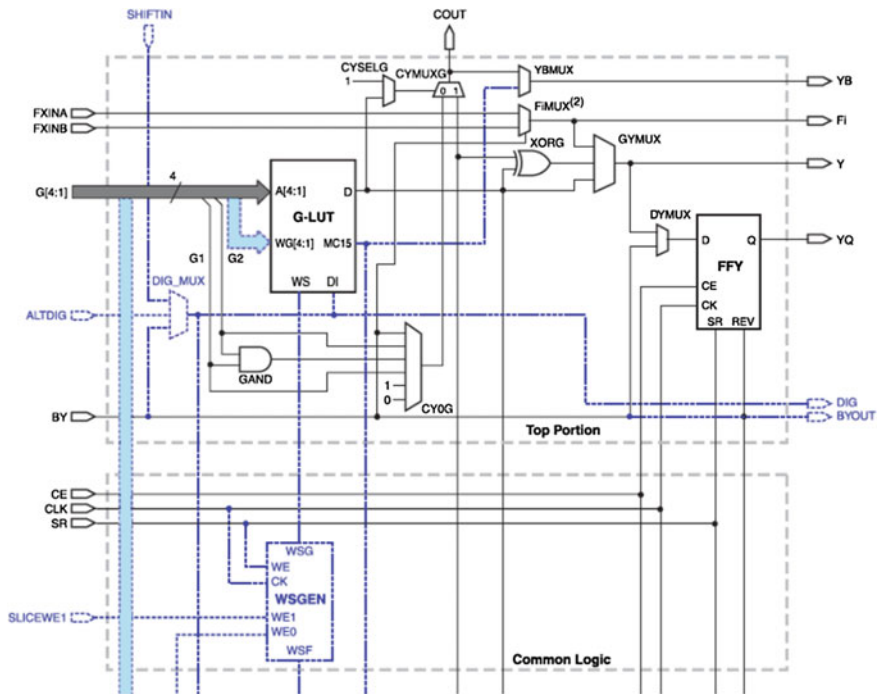 SHIFTIN
COUT
CYSELG
CYMUXG
YBMUX
1
0 1
YB
FXINA
FXINB
FiMUX(2)
Fi
XORG
GYMUX
Y
4
G[4:1]
A[4:1]
D
G-LUT
WG[4:1]
MC15
WS
DI
G1
G2
DYMUX
D
Q
YQ
FFY
CE
CK
SR
REV
DIG_MUX
ALTDIG
GAND
1
0
CY0G
DIG
BY
BYOUT
Top Portion
CE
CLK
SR
WSG
WE
CK
WSGEN
SLICEWE1
WE1
WE0
WSF
Common Logic